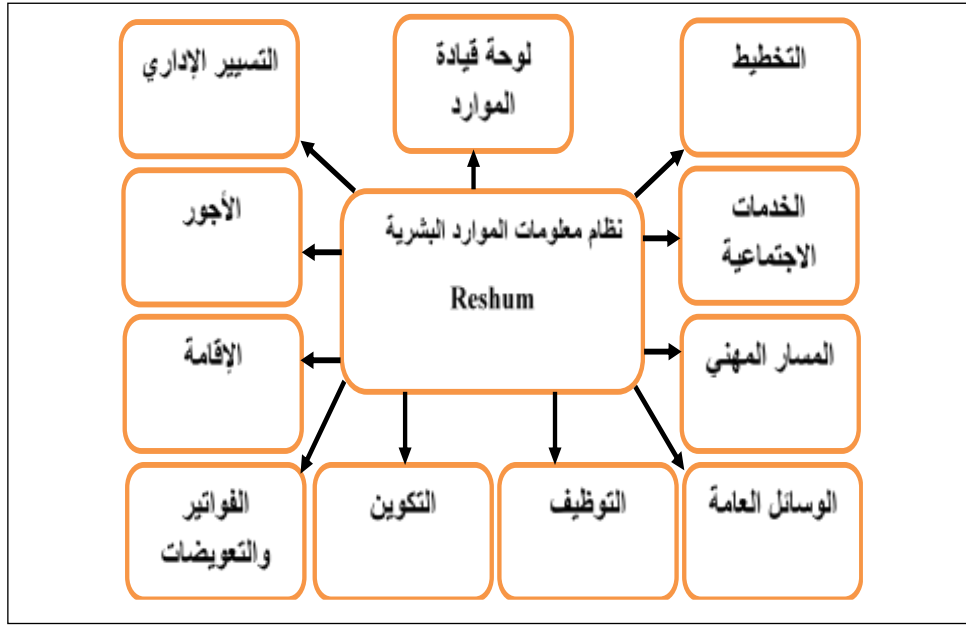 التخطيط
لوحة قيادة
الموارد
التسيير الإداري
الخدمات
الاجتماعية
نظام معلومات الموارد البشرية
Reshum
الأجور
المسار المهني
الإقامة
الوسائل العامة
التوظيف
التكوين
الفواتير
والتعويضات